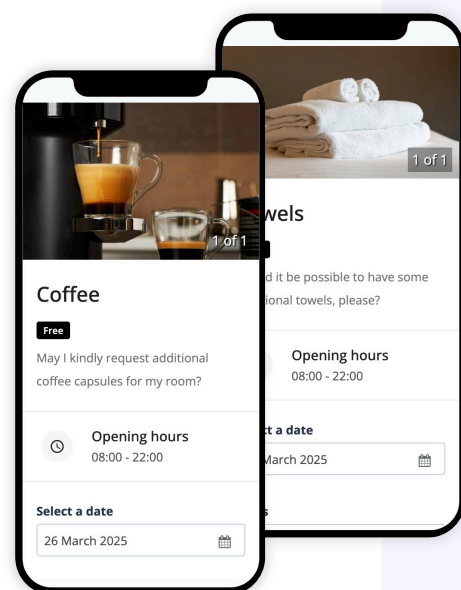 1 of 1
Coffee
Free
May I kindly request additional
coffee capsules for my room?
Opening hours
08:00 - 22:00
Select a date
26 March 2025
1 of 1
wels
d it be possible to have some
ional towels, please?
Opening hours
08:00 - 22:00
ct a date
March 2025
s